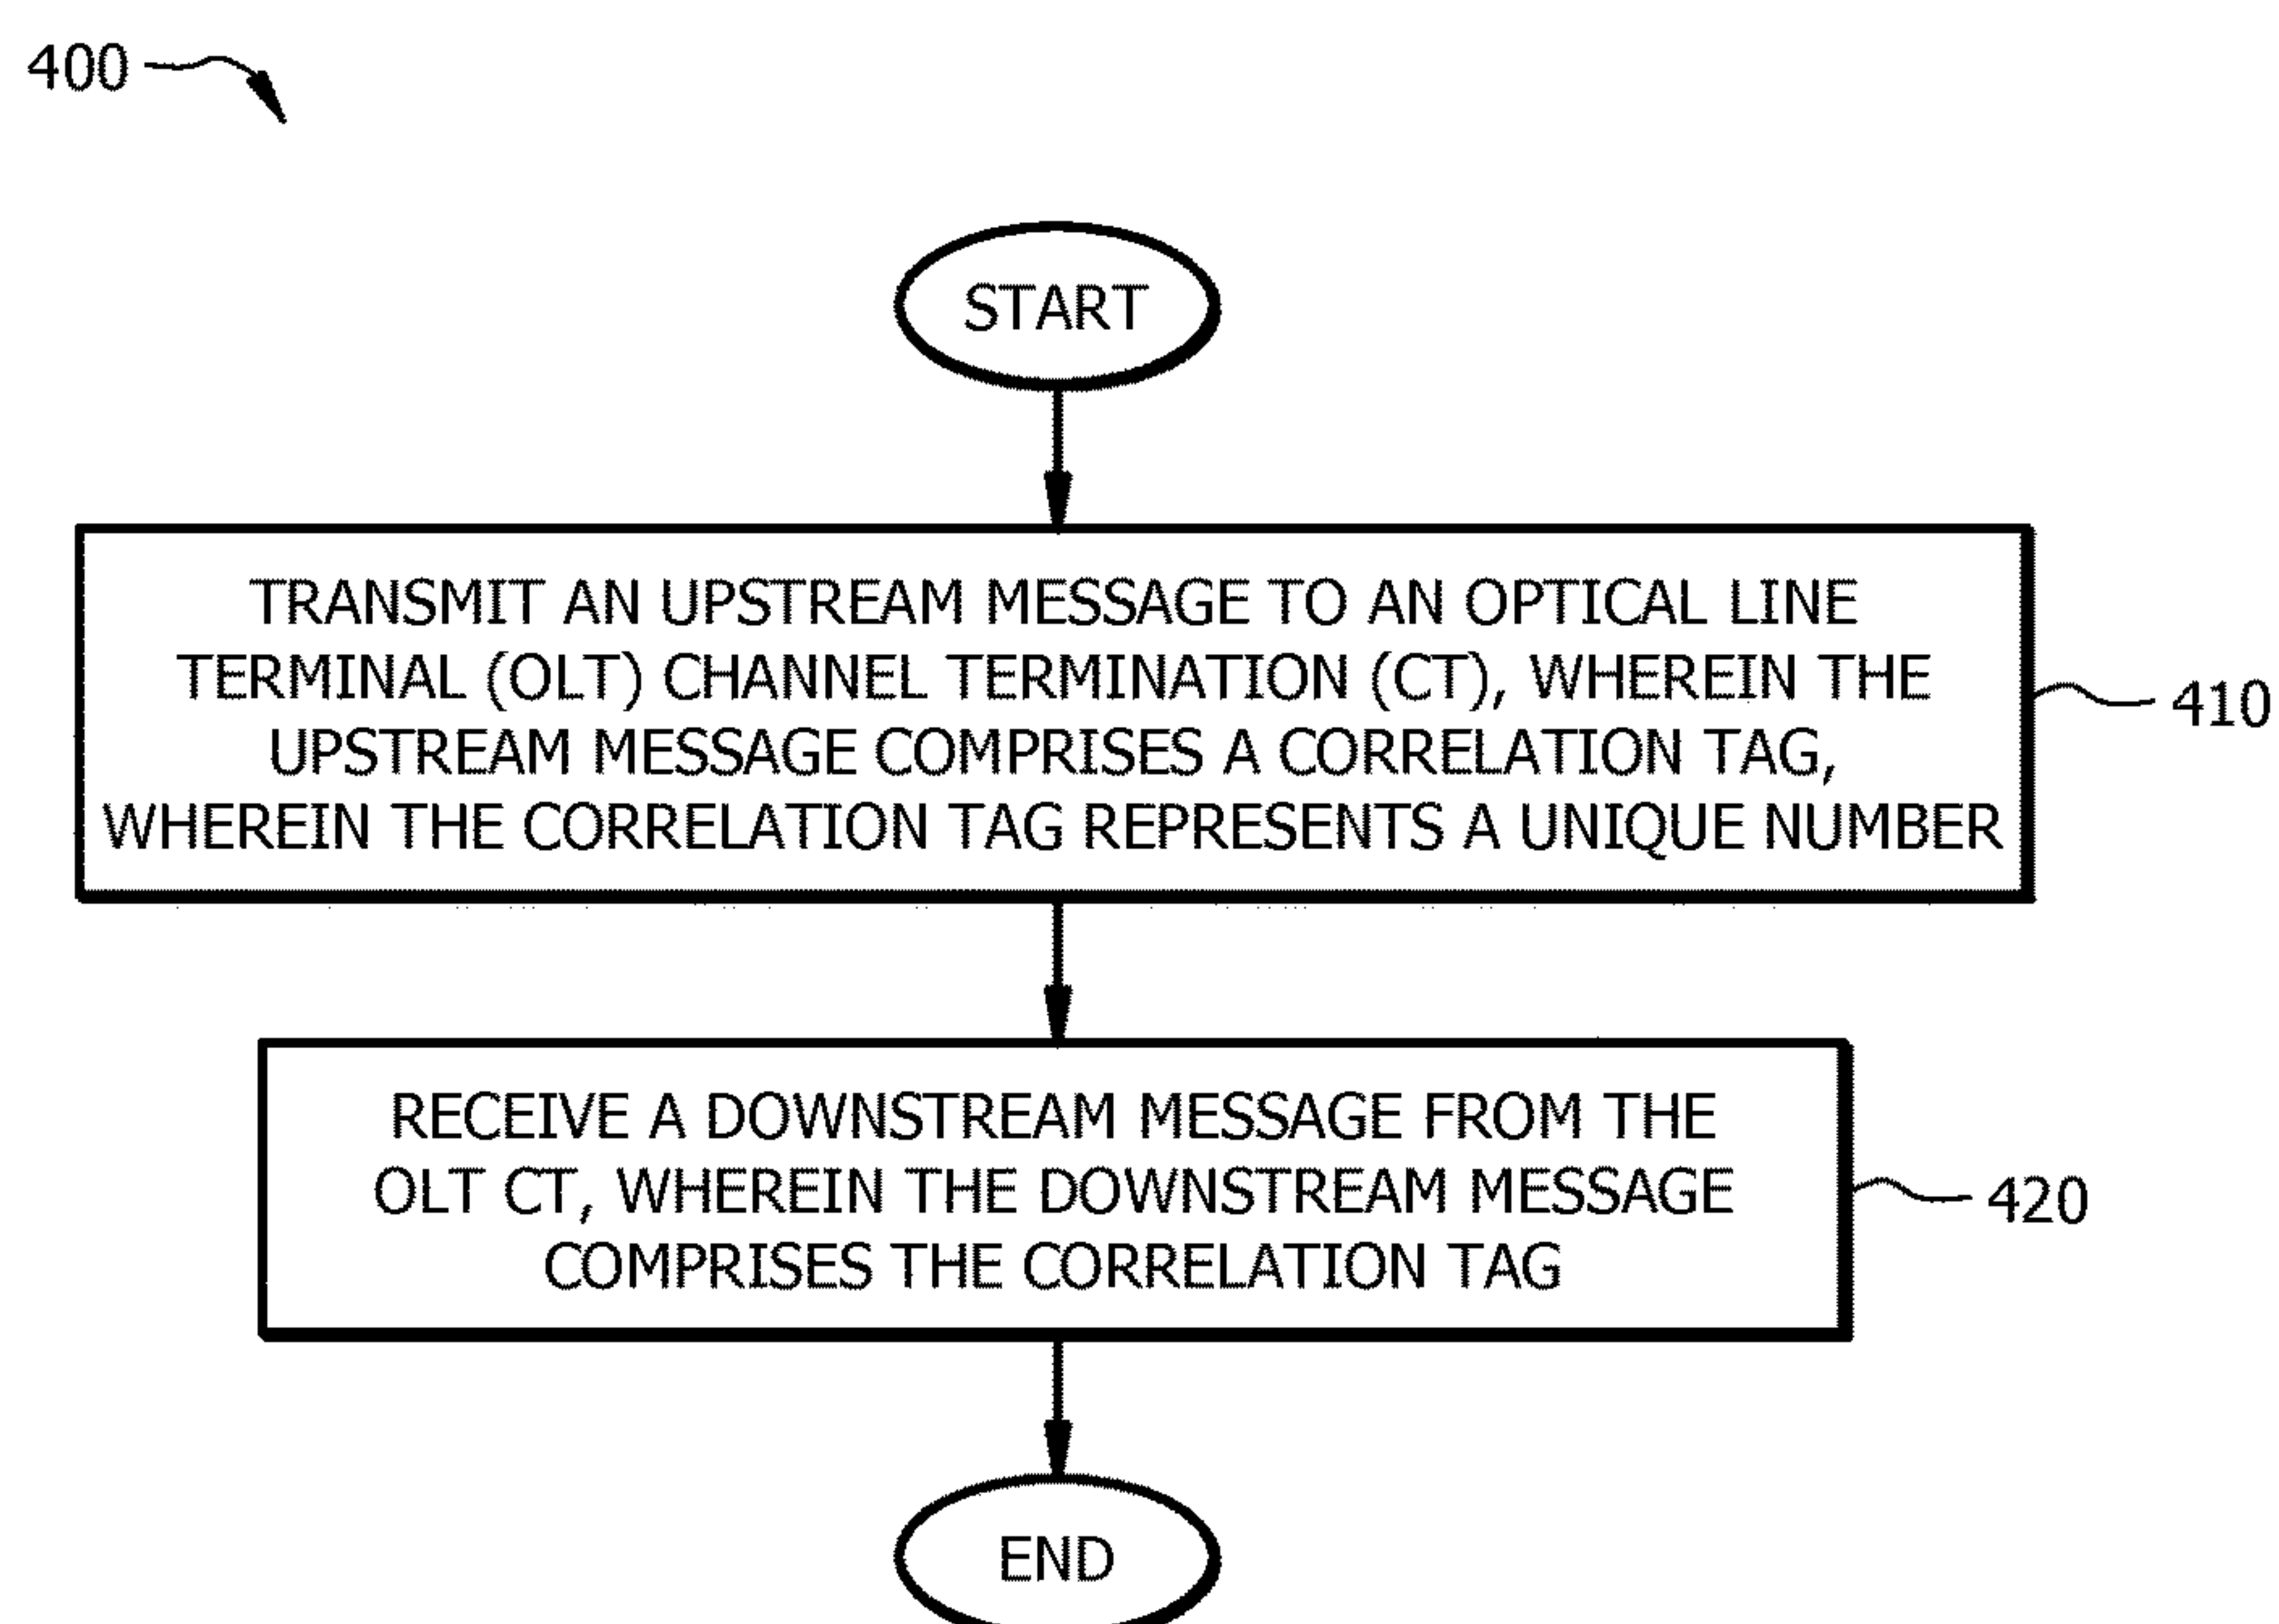 400
START
TRANSMIT AN UPSTREAM MESSAGE TO AN OPTICAL LINE
TERMINAL (OLT) CHANNEL TERMINATION (CT), WHEREIN THE
UPSTREAM MESSAGE COMPRISES A CORRELATION TAG,
WHEREIN THE CORRELATION TAG REPRESENTS A UNIQUE NUMBER
410
RECEIVE A DOWNSTREAM MESSAGE FROM THE
OLT CT, WHEREIN THE DOWNSTREAM MESSAGE
COMPRISES THE CORRELATION TAG
420
END